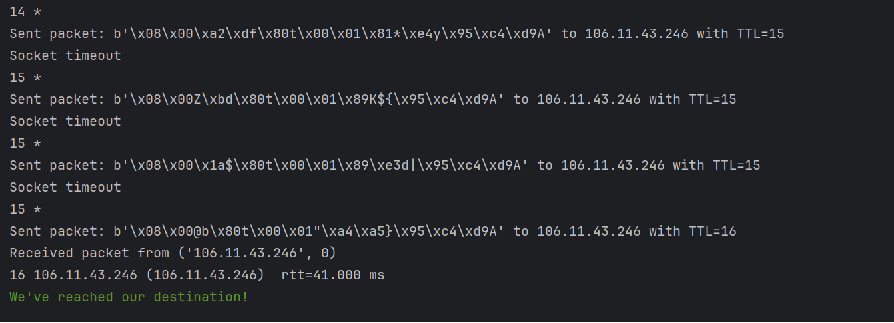 14 *
Sent packet: b'\x08\x00\xa2\xdf\x80t\x00\x01\x81*\xe4y\x95\xc4\xd9A' to 106.11.43.246 with TTL=15
Socket timeout
15 *
Sent packet: b'\x08\x00Z\xbd\x80t\x00\x01\x89K${\x95\xc4\xd9A' to 106.11.43.246 with TTL=15
Socket timeout
15 *
Sent packet: b'\x08\x00\x1a$\x80t\x00\x01\x89\xe3d|\x95\xc4\xd9A' to 106.11.43.246 with TTL=15
Socket timeout
15 *
Sent packet: b'\x08\x00@b\x80t\x00\x01"\xa4\xa5}\x95\xc4\xd9A' to 106.11.43.246 with TTL=16
Received packet from ('106.11.43.246', 0)
16 106.11.43.246 (106.11.43.246)  rtt=41.000 ms
We've reached our destination!